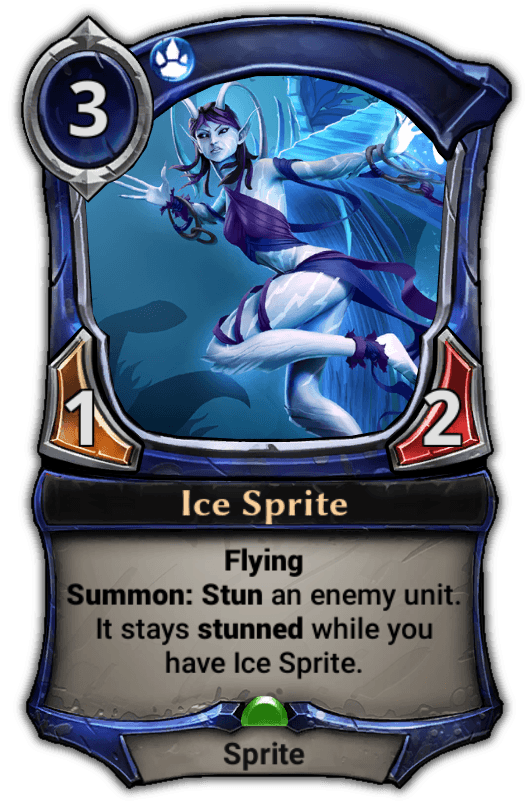 3
1
2
Ice Sprite
Flying
Summon: Stun an enemy unit.
It stays stunned while you
have Ice Sprite.
Sprite